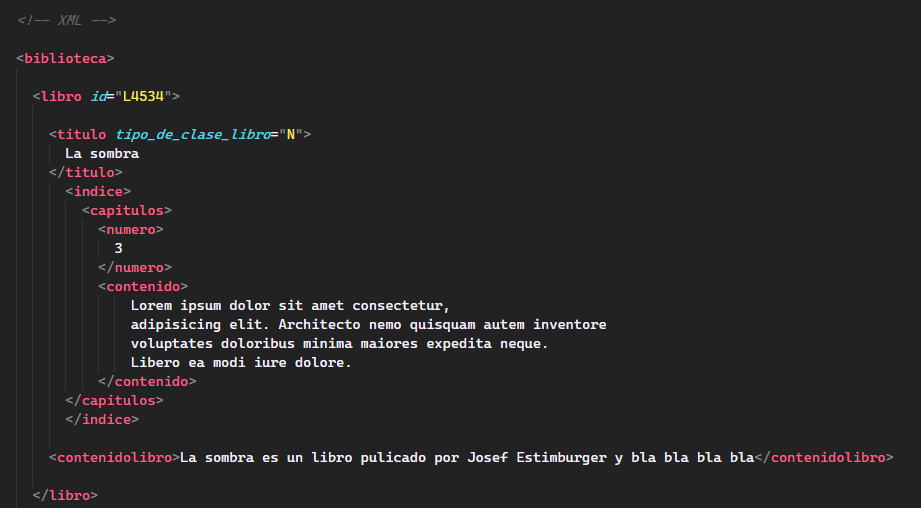 <!-- XML -->
<biblioteca>
<libro id="L4534">
<titulo tipo_de_clase_libro="N">
La sombra
</titulo>
<indice>
<capitulos>
<numero>
3
</numero>
<contenido>
Lorem ipsum dolor sit amet consectetur,
adipisicing elit. Architecto nemo quisquam autem inventore
voluptates doloribus minima maiores expedita neque.
Libero ea modi iure dolore.
</contenido>
</capitulos>
</indice>
<contenidolibro>La sombra es un libro pulicado por Josef Estimburger y bla bla bla bla</contenidolibro>
</libro>